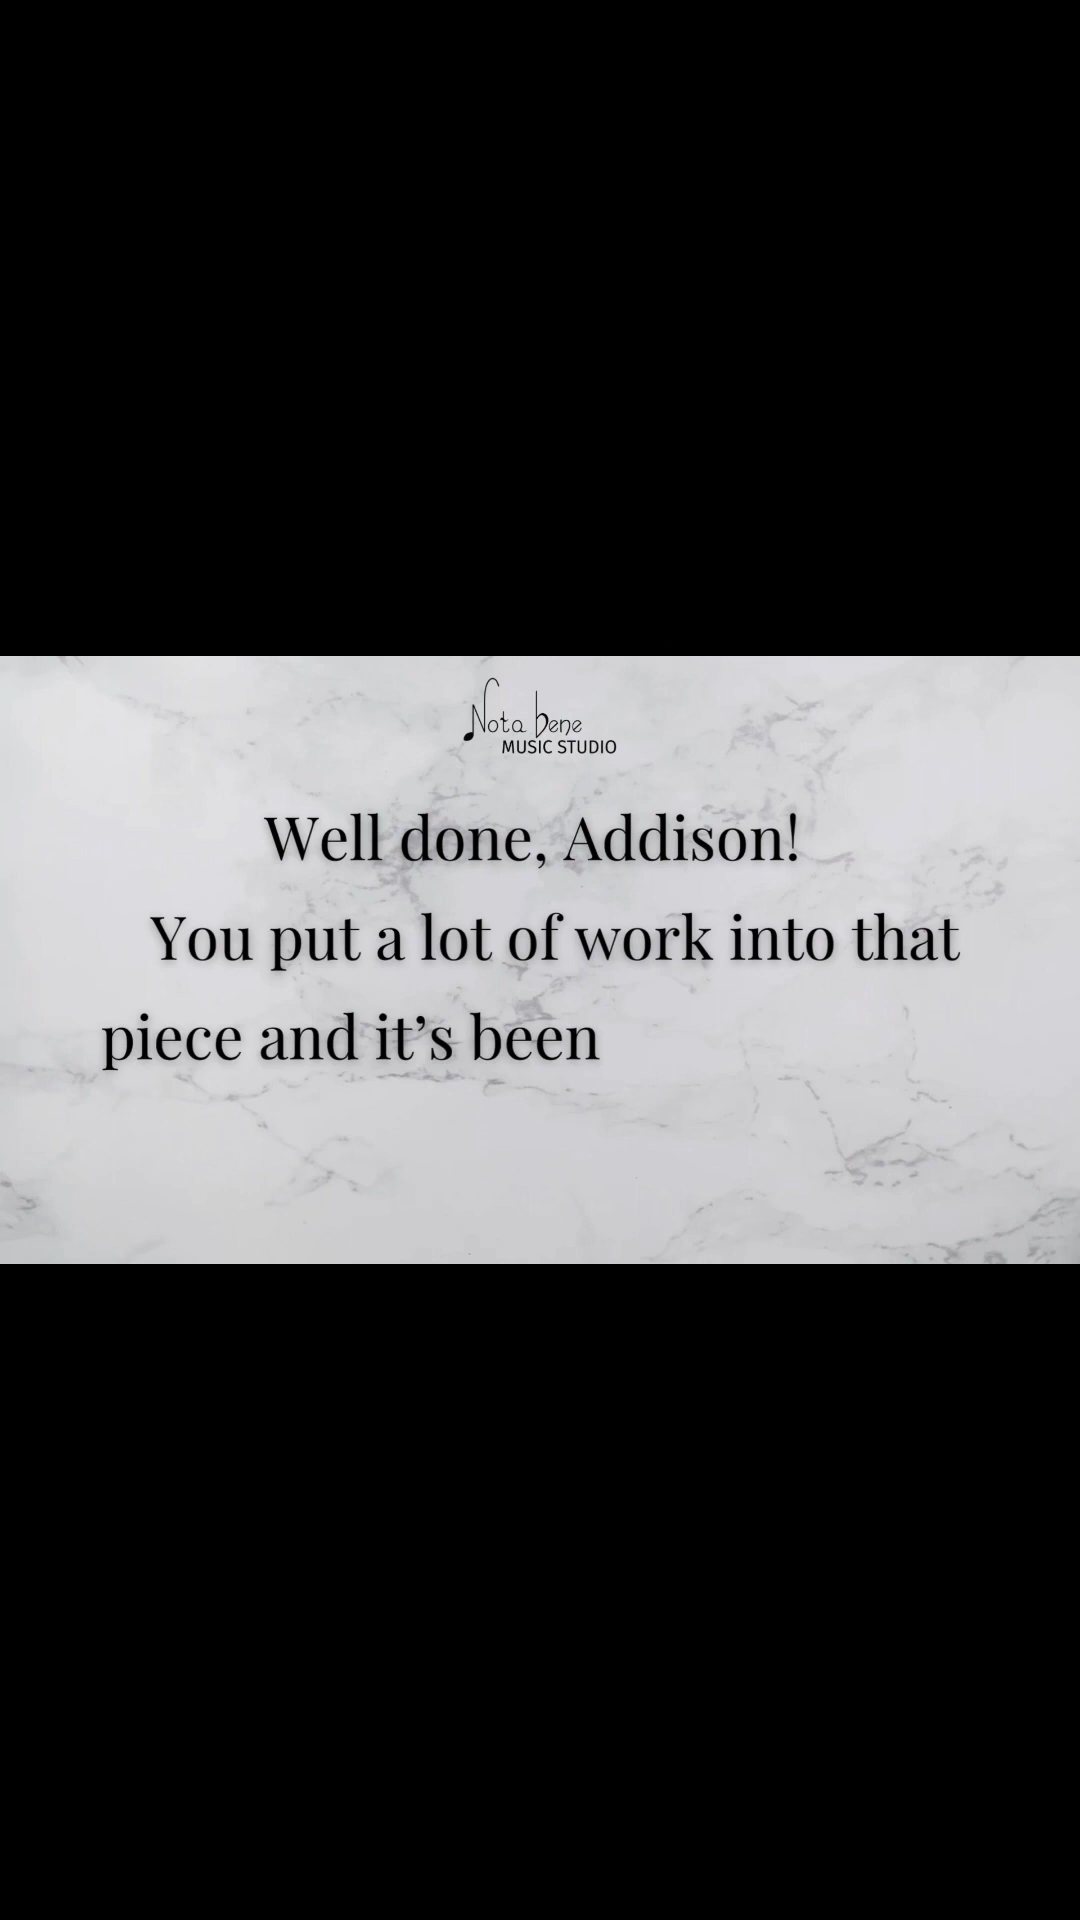 Nota bene
MUSIC STUDIO
Well done, Addison!
You put a lot of work into that
piece and it’s been